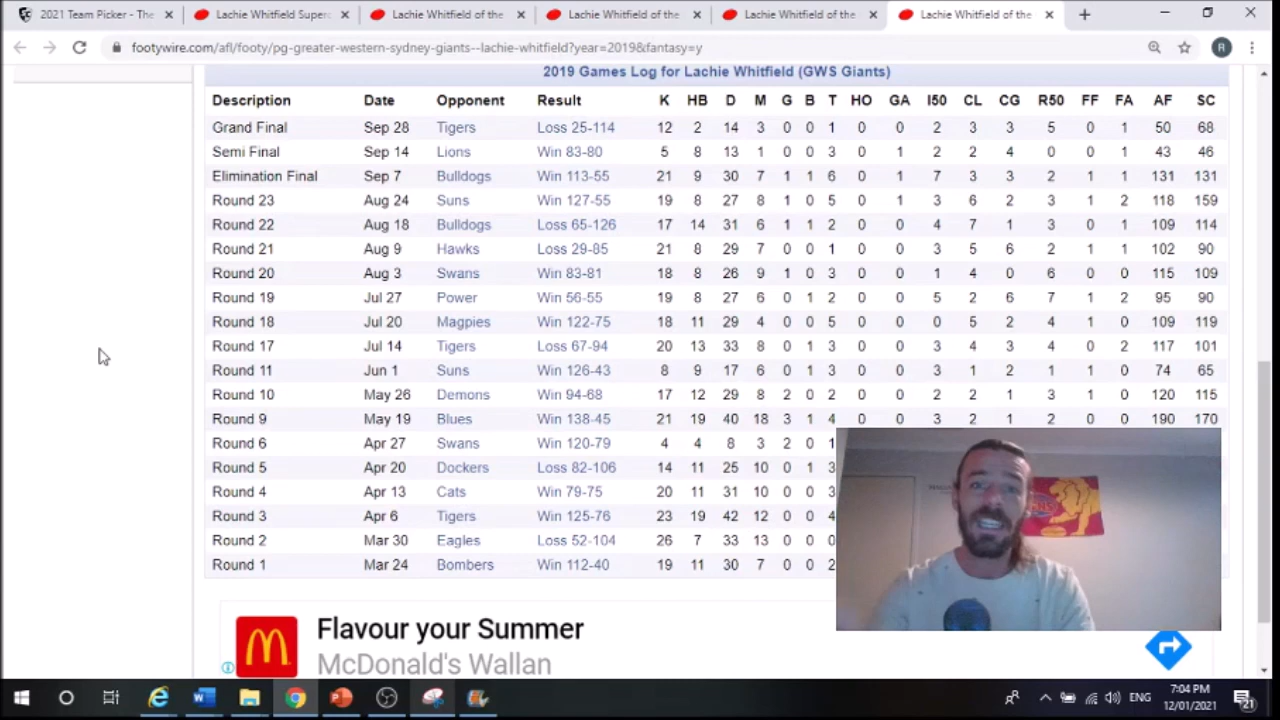 2021 Team Picker - The
Lachie Whitfield Superc
Lachie Whitfield of the
Lachie Whitfield of the
Lachie Whitfield of the
Lachie Whitfield of the
footywire.com/afl/footy/pg-greater-western-sydney-giants--lachie-whitfield?year=2019&fantasy=y
R
2019 Games Log for Lachie Whitfield (GWS Giants)
Description Date Opponent Result K HB D M G B T HO GA I50 CL CG R50 FF FA AF SC
Grand Final Sep 28 Tigers Loss 25-114 12 2 14 3 0 0 1 0 0 2 3 3 5 0 1 50 68
Semi Final Sep 14 Lions Win 83-80 5 8 13 1 0 0 3 0 1 2 2 4 0 0 1 43 46
Elimination Final Sep 7 Bulldogs Win 113-55 21 9 30 7 1 1 6 0 1 7 3 3 2 1 1 131 131
Round 23 Aug 24 Suns Win 127-55 19 8 27 8 1 0 5 0 1 3 6 2 3 1 2 118 159
Round 22 Aug 18 Bulldogs Loss 65-126 17 14 31 6 1 1 2 0 0 4 7 1 3 0 0 109 114
Round 21 Aug 9 Hawks Loss 29-85 21 8 29 7 0 0 1 0 0 3 5 6 2 1 1 102 90
Round 20 Aug 3 Swans Win 83-81 18 8 26 9 1 0 3 0 0 1 4 0 6 0 0 115 109
Round 19 Jul 27 Power Win 56-55 19 8 27 6 0 1 2 0 0 5 2 6 7 1 2 95 90
Round 18 Jul 20 Magpies Win 122-75 18 11 29 4 0 0 5 0 0 0 5 2 4 1 0 109 119
Round 17 Jul 14 Tigers Loss 67-94 20 13 33 8 0 1 3 0 0 3 4 3 4 0 2 117 101
Round 11 Jun 1 Suns Win 126-43 8 9 17 6 0 1 3 0 0 3 1 2 1 1 0 74 65
Round 10 May 26 Demons Win 94-68 17 12 29 8 2 0 2 0 0 2 2 1 3 1 0 120 115
Round 9 May 19 Blues Win 138-45 21 19 40 18 3 1 4 0 0 3 2 1 2 0 0 190 170
Round 6 Apr 27 Swans Win 120-79 4 4 8 3 2 0 1
Round 5 Apr 20 Dockers Loss 82-106 14 11 25 10 0 1 3
Round 4 Apr 13 Cats Win 79-75 20 11 31 10 0 0 3
Round 3 Apr 6 Tigers Win 125-76 23 19 42 12 0 0 4
Round 2 Mar 30 Eagles Loss 52-104 26 7 33 13 0 0 0
Round 1 Mar 24 Bombers Win 112-40 19 11 30 7 0 0 2
Flavour your Summer
McDonald's Wallan
ENG
7:04 PM
12/01/2021
21